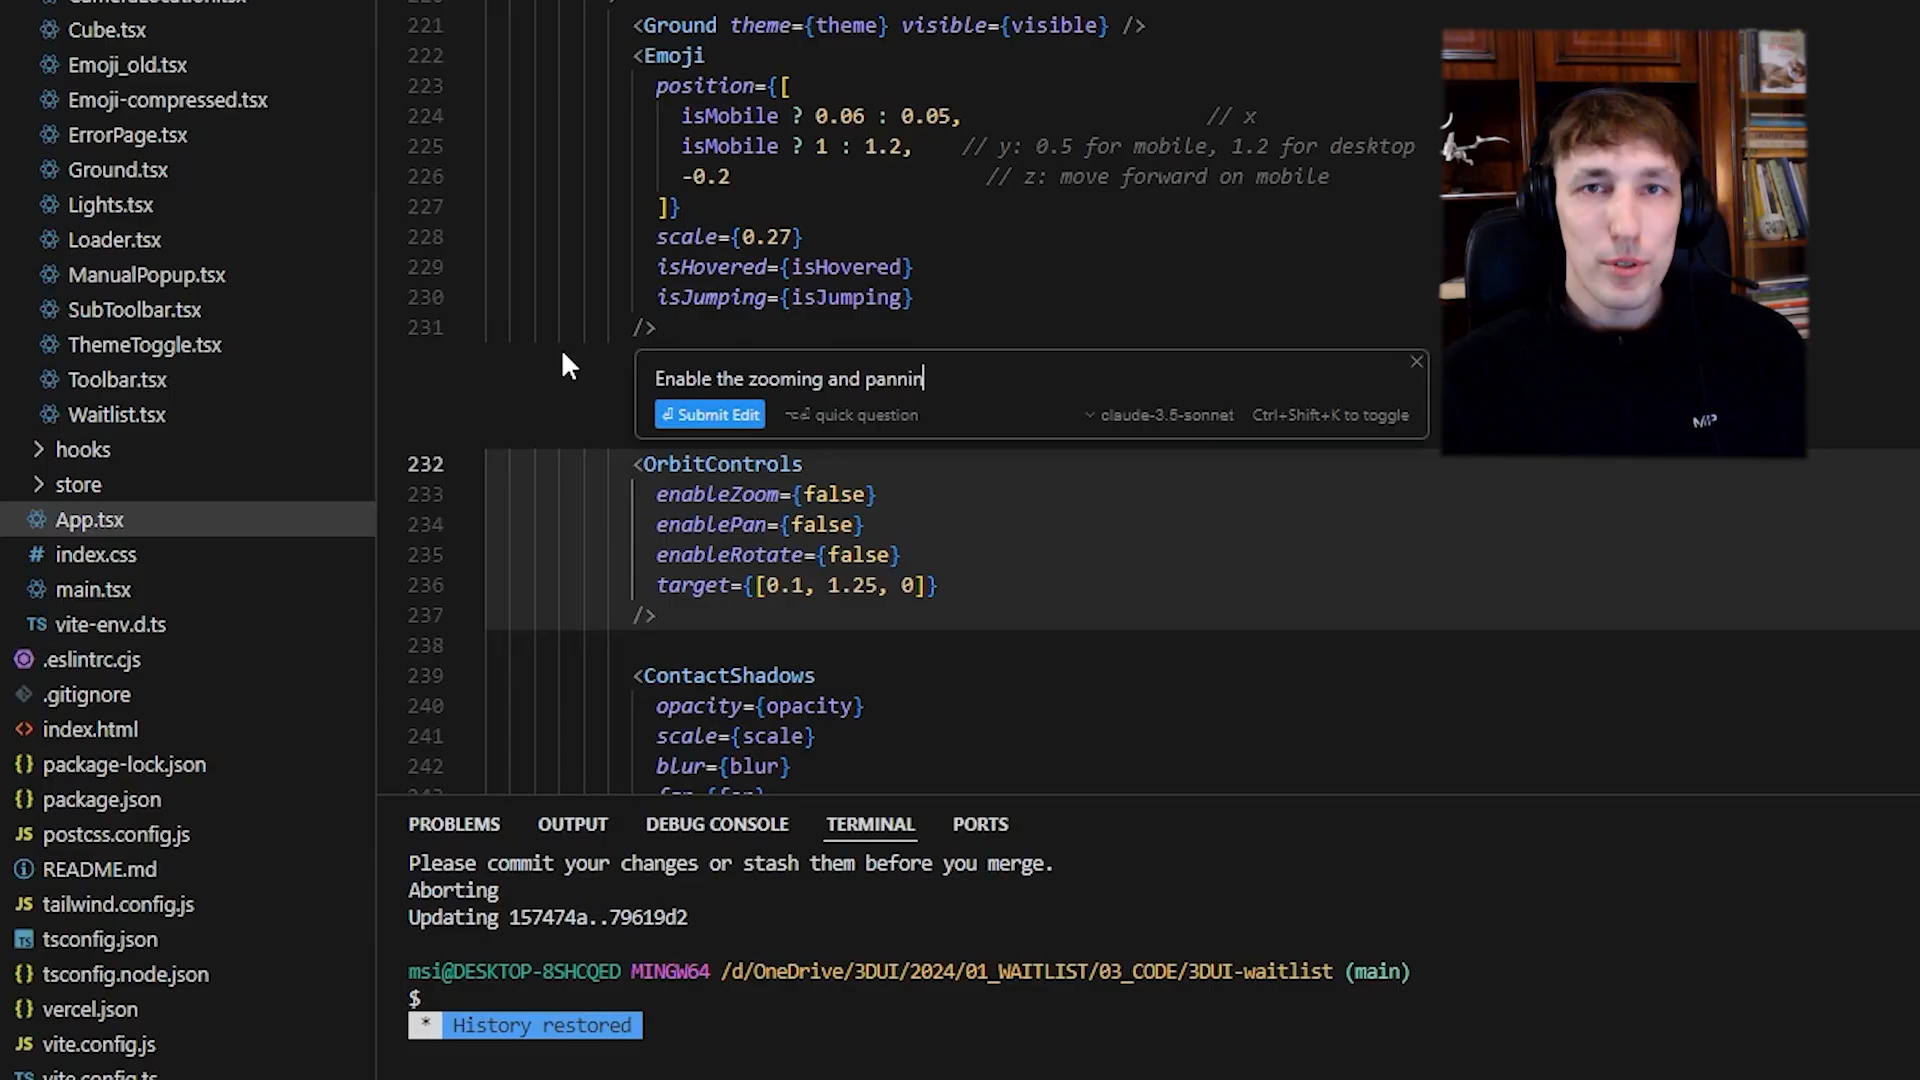 Cube.tsx
Emoji_old.tsx
Emoji-compressed.tsx
ErrorPage.tsx
Ground.tsx
Lights.tsx
Loader.tsx
ManualPopup.tsx
SubToolbar.tsx
ThemeToggle.tsx
Toolbar.tsx
Waitlist.tsx
hooks
store
App.tsx
# index.css
main.tsx
TS vite-env.d.ts
.eslintrc.cjs
.gitignore
<> index.html
{} package-lock.json
{} package.json
JS postcss.config.js
README.md
JS tailwind.config.js
TS tsconfig.json
{} tsconfig.node.json
{} vercel.json
JS vite.config.js
TS vite.config.ts
221 <Ground theme={theme} visible={visible} />
222 <Emoji
223 position={[
224 isMobile ? 0.06 : 0.05, // x
225 isMobile ? 1 : 1.2, // y: 0.5 for mobile, 1.2 for desktop
226 -0.2 // z: move forward on mobile
227 ]}
228 scale={0.27}
229 isHovered={isHovered}
230 isJumping={isJumping}
231 />
Enable the zooming and pannin
Submit Edit quick question claude-3.5-sonnet Ctrl+Shift+K to toggle
232 <OrbitControls
233 enableZoom={false}
234 enablePan={false}
235 enableRotate={false}
236 target={[0.1, 1.25, 0]}
237 />
238
239 <ContactShadows
240 opacity={opacity}
241 scale={scale}
242 blur={blur}
PROBLEMS OUTPUT DEBUG CONSOLE TERMINAL PORTS
Please commit your changes or stash them before you merge.
Aborting
Updating 157474a..79619d2
msi@DESKTOP-8SHCQED MINGW64 /d/OneDrive/3DUI/2024/01_WAITLIST/03_CODE/3DUI-waitlist (main)
$
* History restored